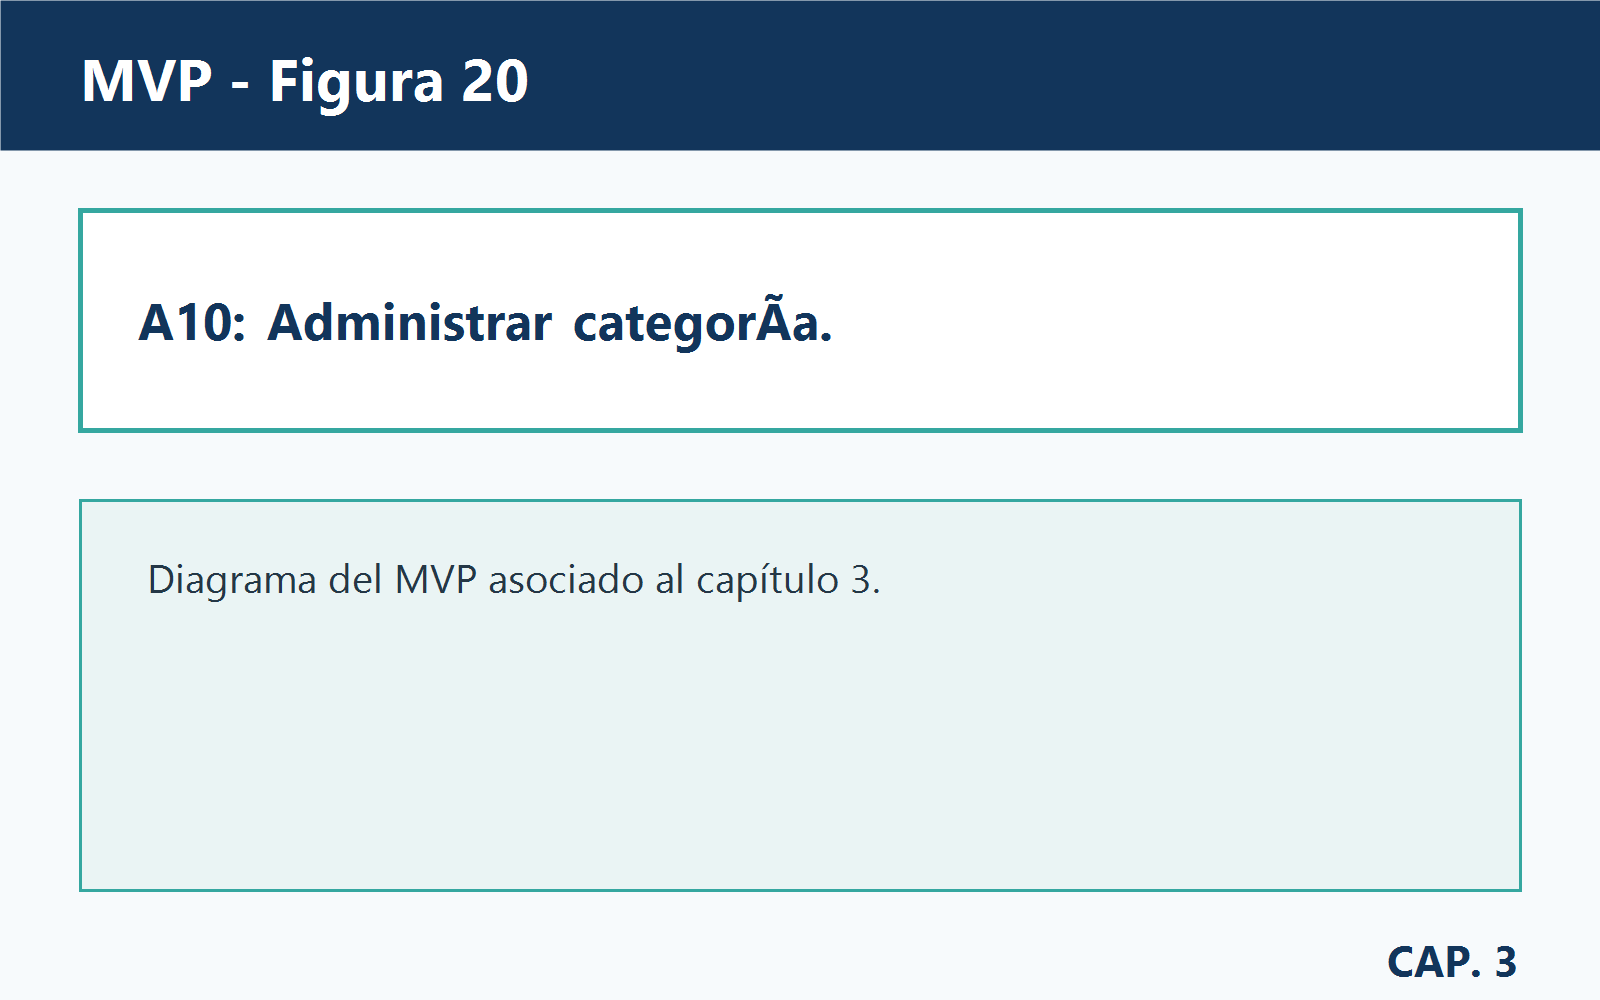 MVP - Figura 20
A10: Administrar categorÃa.
Diagrama del MVP asociado al capítulo 3.
CAP. 3